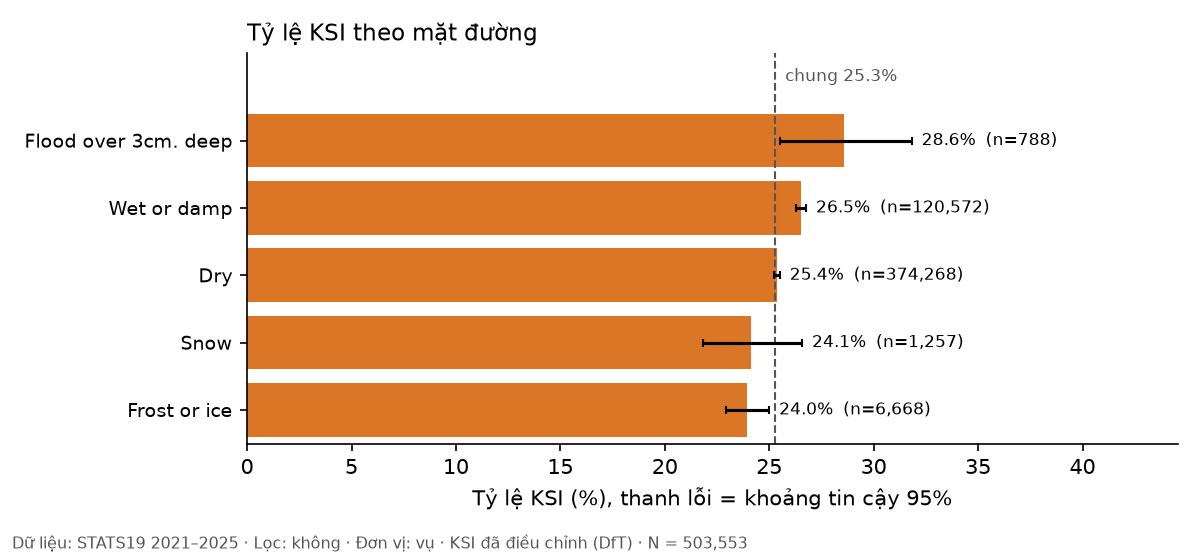 Tỷ lệ KSI theo mặt đường
chung 25.3%
Flood over 3cm. deep 28.6% (n=788)
Wet or damp 26.5% (n=120,572)
Dry 25.4% (n=374,268)
Snow 24.1% (n=1,257)
Frost or ice 24.0% (n=6,668)
0 5 10 15 20 25 30 35 40
Tỷ lệ KSI (%), thanh lỗi = khoảng tin cậy 95%
Dữ liệu: STATS19 2021–2025 · Lọc: không · Đơn vị: vụ · KSI đã điều chỉnh (DfT) · N = 503,553